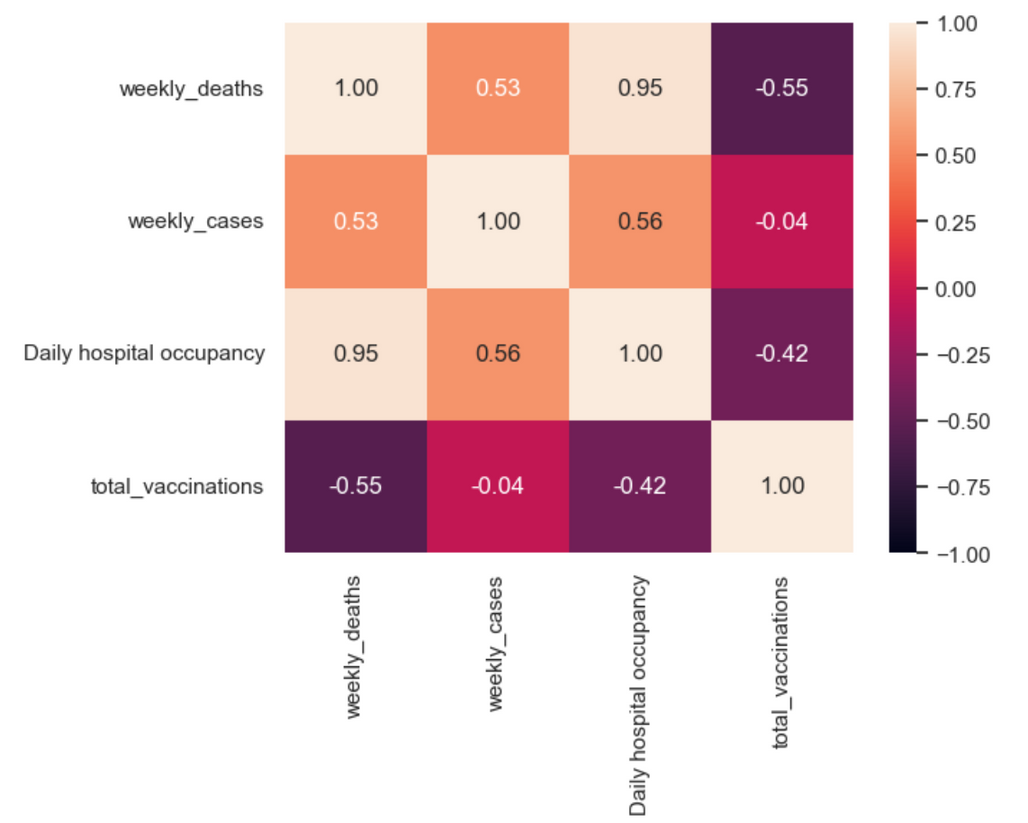 weekly_deaths 1.00 0.53 0.95 -0.55
weekly_cases 0.53 1.00 0.56 -0.04
Daily hospital occupancy 0.95 0.56 1.00 -0.42
total_vaccinations -0.55 -0.04 -0.42 1.00
weekly_deaths
weekly_cases
Daily hospital occupancy
total_vaccinations
1.00
0.75
0.50
0.25
0.00
−0.25
−0.50
−0.75
−1.00